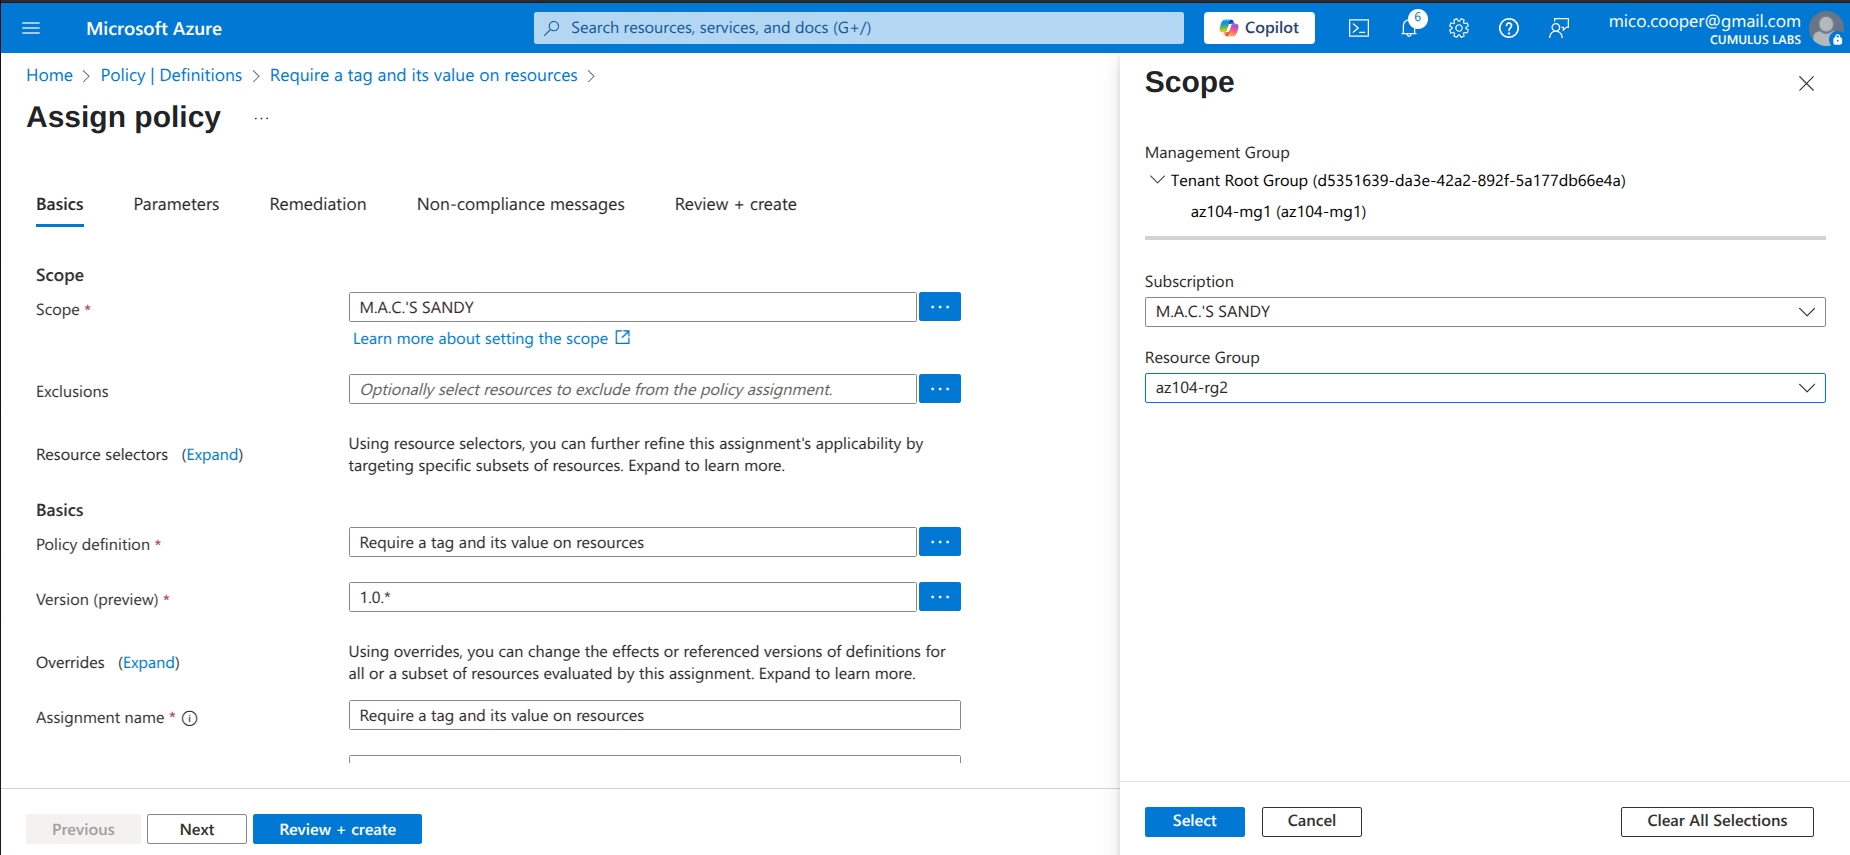 Microsoft Azure
Search resources, services, and docs (G+/)
Copilot
6
mico.cooper@gmail.com
CUMULUS LABS
Home > Policy | Definitions > Require a tag and its value on resources >
Assign policy ...
Basics
Parameters
Remediation
Non-compliance messages
Review + create
Scope
Scope *
M.A.C.'S SANDY
...
Learn more about setting the scope
Exclusions
Optionally select resources to exclude from the policy assignment.
...
Resource selectors (Expand)
Using resource selectors, you can further refine this assignment's applicability by
targeting specific subsets of resources. Expand to learn more.
Basics
Policy definition *
Require a tag and its value on resources
...
Version (preview) *
1.0.*
...
Overrides (Expand)
Using overrides, you can change the effects or referenced versions of definitions for
all or a subset of resources evaluated by this assignment. Expand to learn more.
Assignment name *
Require a tag and its value on resources
Previous
Next
Review + create
Scope
Management Group
Tenant Root Group (d5351639-da3e-42a2-892f-5a177db66e4a)
az104-mg1 (az104-mg1)
Subscription
M.A.C.'S SANDY
Resource Group
az104-rg2
Select
Cancel
Clear All Selections